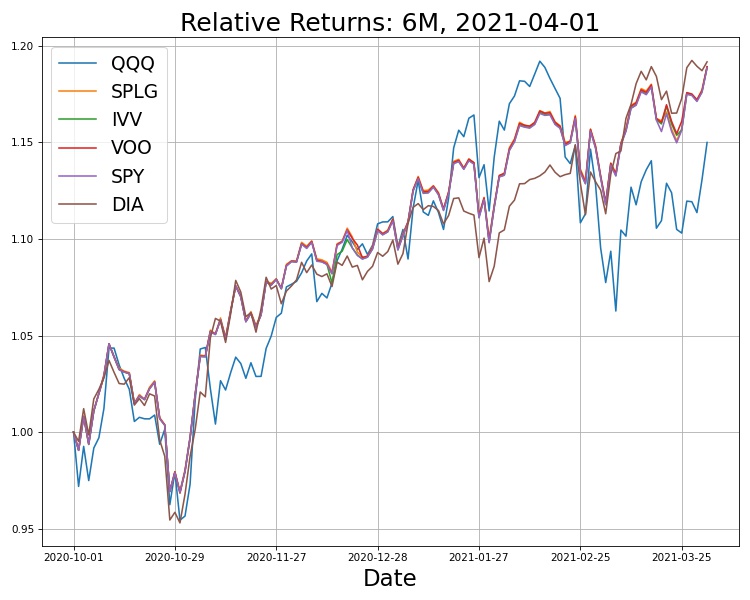 Relative Returns: 6M, 2021-04-01
1.20
1.15
1.10
1.05
1.00
0.95
QQQ
SPLG
IVV
VOO
SPY
DIA
2020-10-01 2020-10-29 2020-11-27 2020-12-28 2021-01-27 2021-02-25 2021-03-25
Date